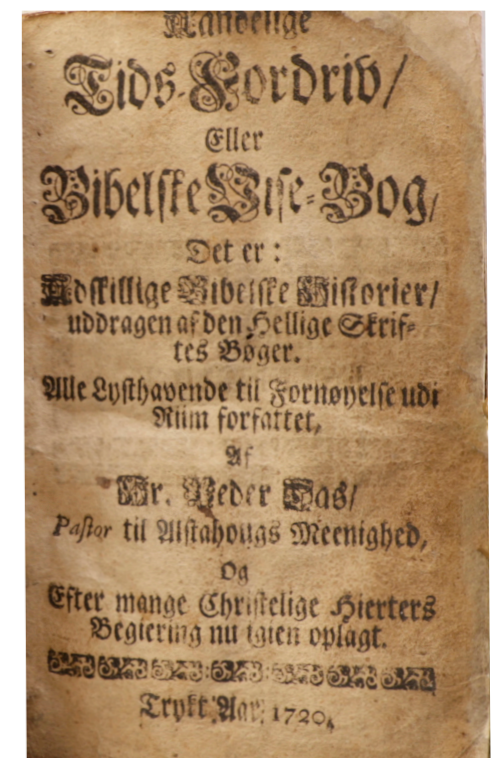 Aandelige
Tids-Fordriv/
Eller
Bibelske Vise-Bog,
Det er:
Adskillige Bibelske Historier/
uddragen af den Hellige Skrif-
tes Bøger.
Alle Lysthavende til Fornøyelse udi
Riim forfattet,
Af
Hr. Peder Das/
Pastor til Alstahougs Meenighed,
Og
Efter mange Christelige Hierters
Begiering nu igien oplagt.
Trykt Aar, 1720.